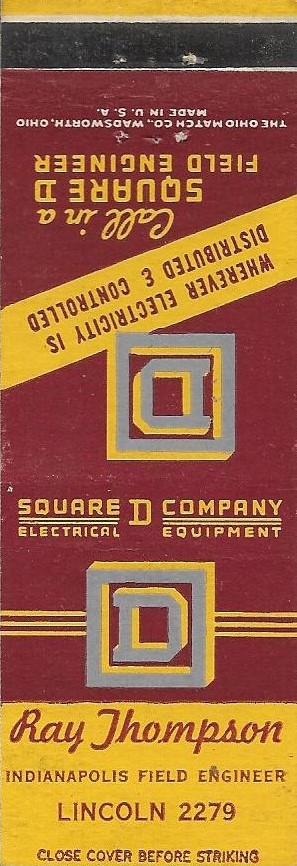 THE OHIO MATCH CO., WADSWORTH, OHIO
MADE IN U. S. A.
Call in a
SQUARE D
FIELD ENGINEER
WHEREVER ELECTRICITY IS
DISTRIBUTED & CONTROLLED
D
SQUARE D COMPANY
ELECTRICAL EQUIPMENT
D
Ray Thompson
INDIANAPOLIS FIELD ENGINEER
LINCOLN 2279
CLOSE COVER BEFORE STRIKING